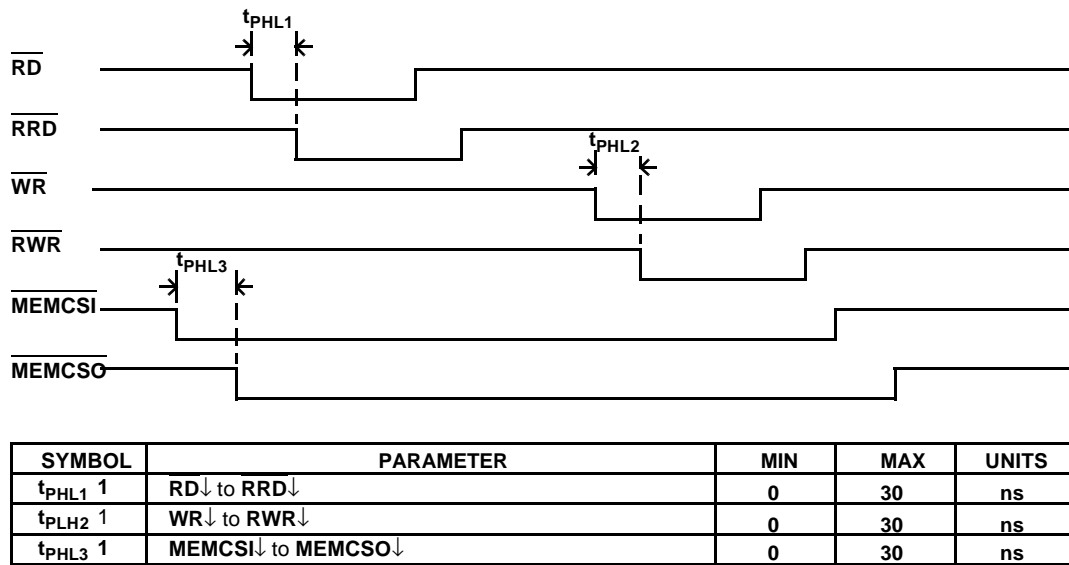 tPHL1
RD
RRD
tPHL2
WR
RWR
tPHL3
MEMCSI
MEMCSO
SYMBOL PARAMETER MIN MAX UNITS
tPHL1 1 RD↓ to RRD↓ 0 30 ns
tPLH2 1 WR↓ to RWR↓ 0 30 ns
tPHL3 1 MEMCSI↓ to MEMCSO↓ 0 30 ns